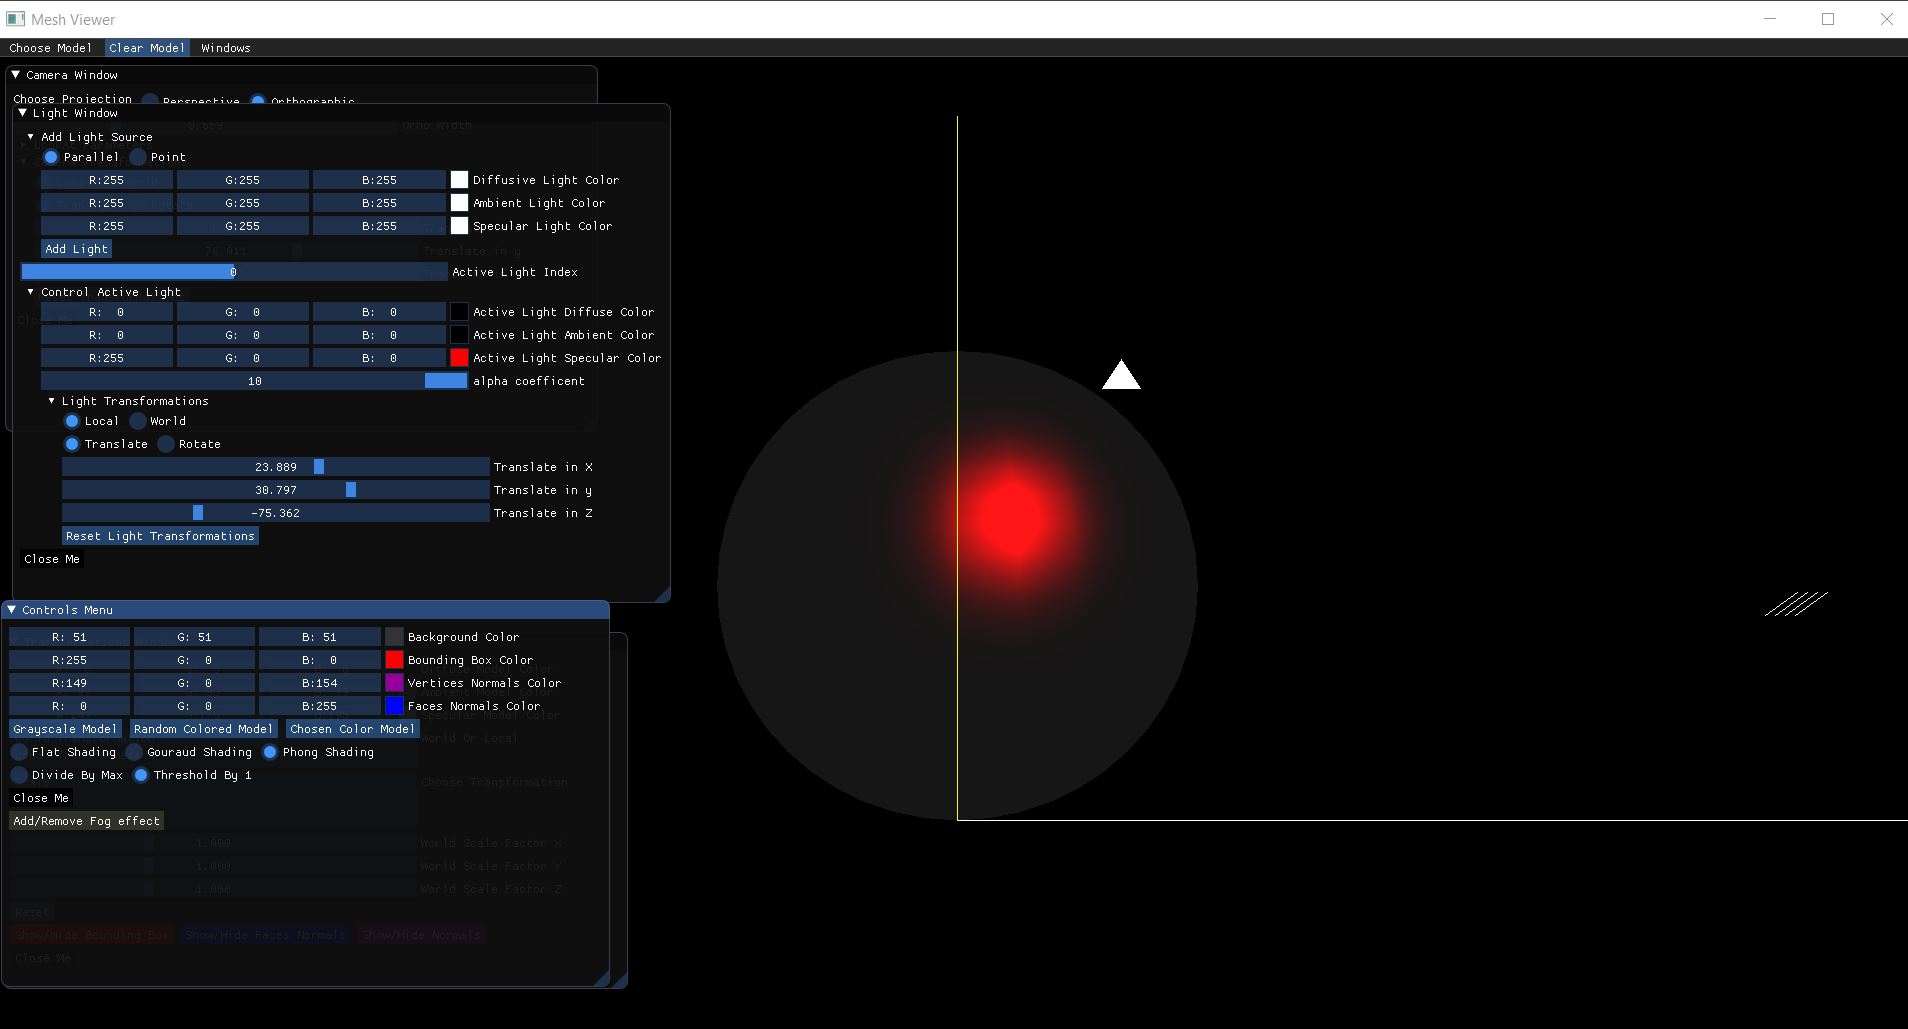 Mesh Viewer
Choose Model Clear Model Windows
Camera Window
Choose Projection Perspective Orthographic
Light Window
Add Light Source
Parallel Point
R:255 G:255 B:255 Diffusive Light Color
R:255 G:255 B:255 Ambient Light Color
R:255 G:255 B:255 Specular Light Color
Add Light
0 Active Light Index
Control Active Light
R: 0 G: 0 B: 0 Active Light Diffuse Color
R: 0 G: 0 B: 0 Active Light Ambient Color
R:255 G: 0 B: 0 Active Light Specular Color
10 alpha coefficent
Light Transformations
Local World
Translate Rotate
23.889 Translate in X
30.797 Translate in y
-75.362 Translate in Z
Reset Light Transformations
Close Me
Controls Menu
R: 51 G: 51 B: 51 Background Color
R:255 G: 0 B: 0 Bounding Box Color
R:149 G: 0 B:154 Vertices Normals Color
R: 0 G: 0 B:255 Faces Normals Color
Grayscale Model Random Colored Model Chosen Color Model
Flat Shading Gouraud Shading Phong Shading
Divide By Max Threshold By 1
Close Me
Add/Remove Fog effect
Choose Transformation
1.000 World Scale Factor X
1.000 World Scale Factor Y
1.000 World Scale Factor Z
Reset
Show/Hide Bounding Box Show/Hide Faces Normals Show/Hide Normals
Close Me